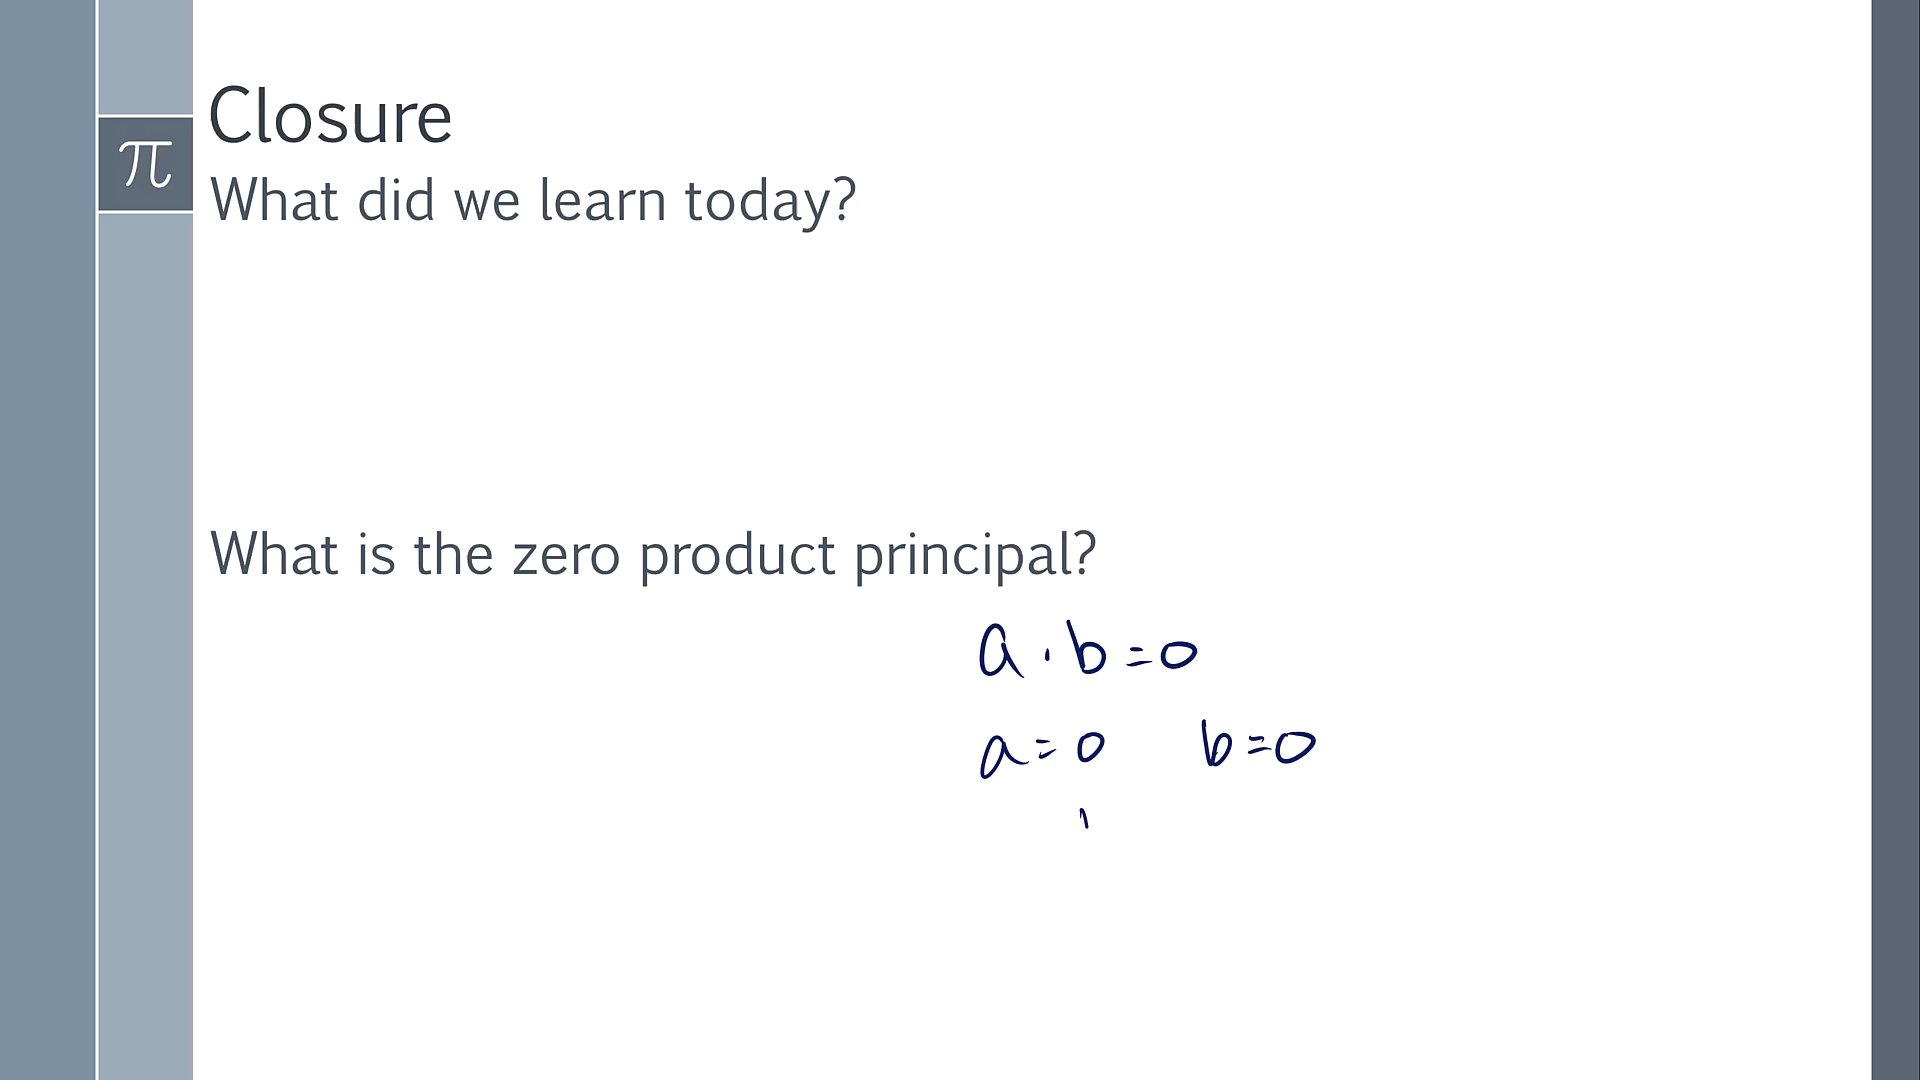 π
Closure
What did we learn today?
What is the zero product principal?
a · b = 0
a = 0 b = 0